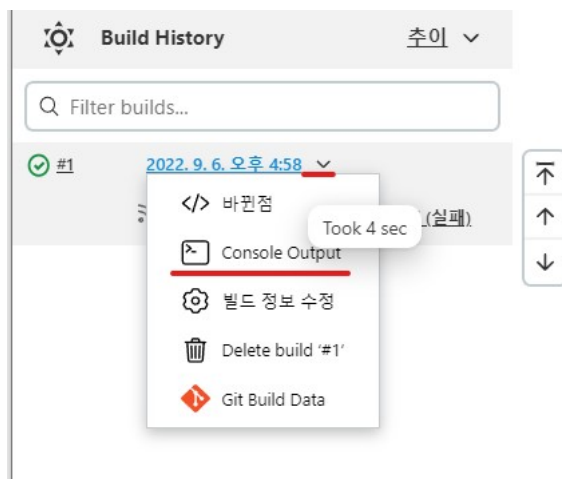 Build History 추이
Filter builds...
#1 2022. 9. 6. 오후 4:58
바뀐점
Took 4 sec (실패)
Console Output
빌드 정보 수정
Delete build ‘#1’
Git Build Data